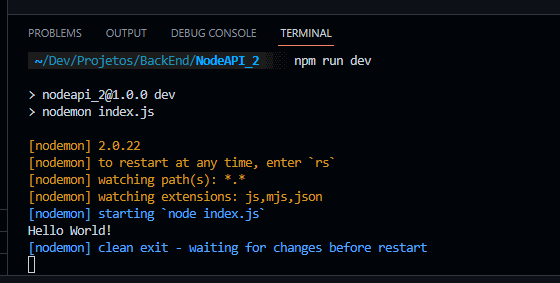 PROBLEMS OUTPUT DEBUG CONSOLE TERMINAL
~/Dev/Projetos/BackEnd/NodeAPI_2 npm run dev
> nodeapi_2@1.0.0 dev
> nodemon index.js
[nodemon] 2.0.22
[nodemon] to restart at any time, enter `rs`
[nodemon] watching path(s): *.*
[nodemon] watching extensions: js,mjs,json
[nodemon] starting `node index.js`
Hello World!
[nodemon] clean exit - waiting for changes before restart